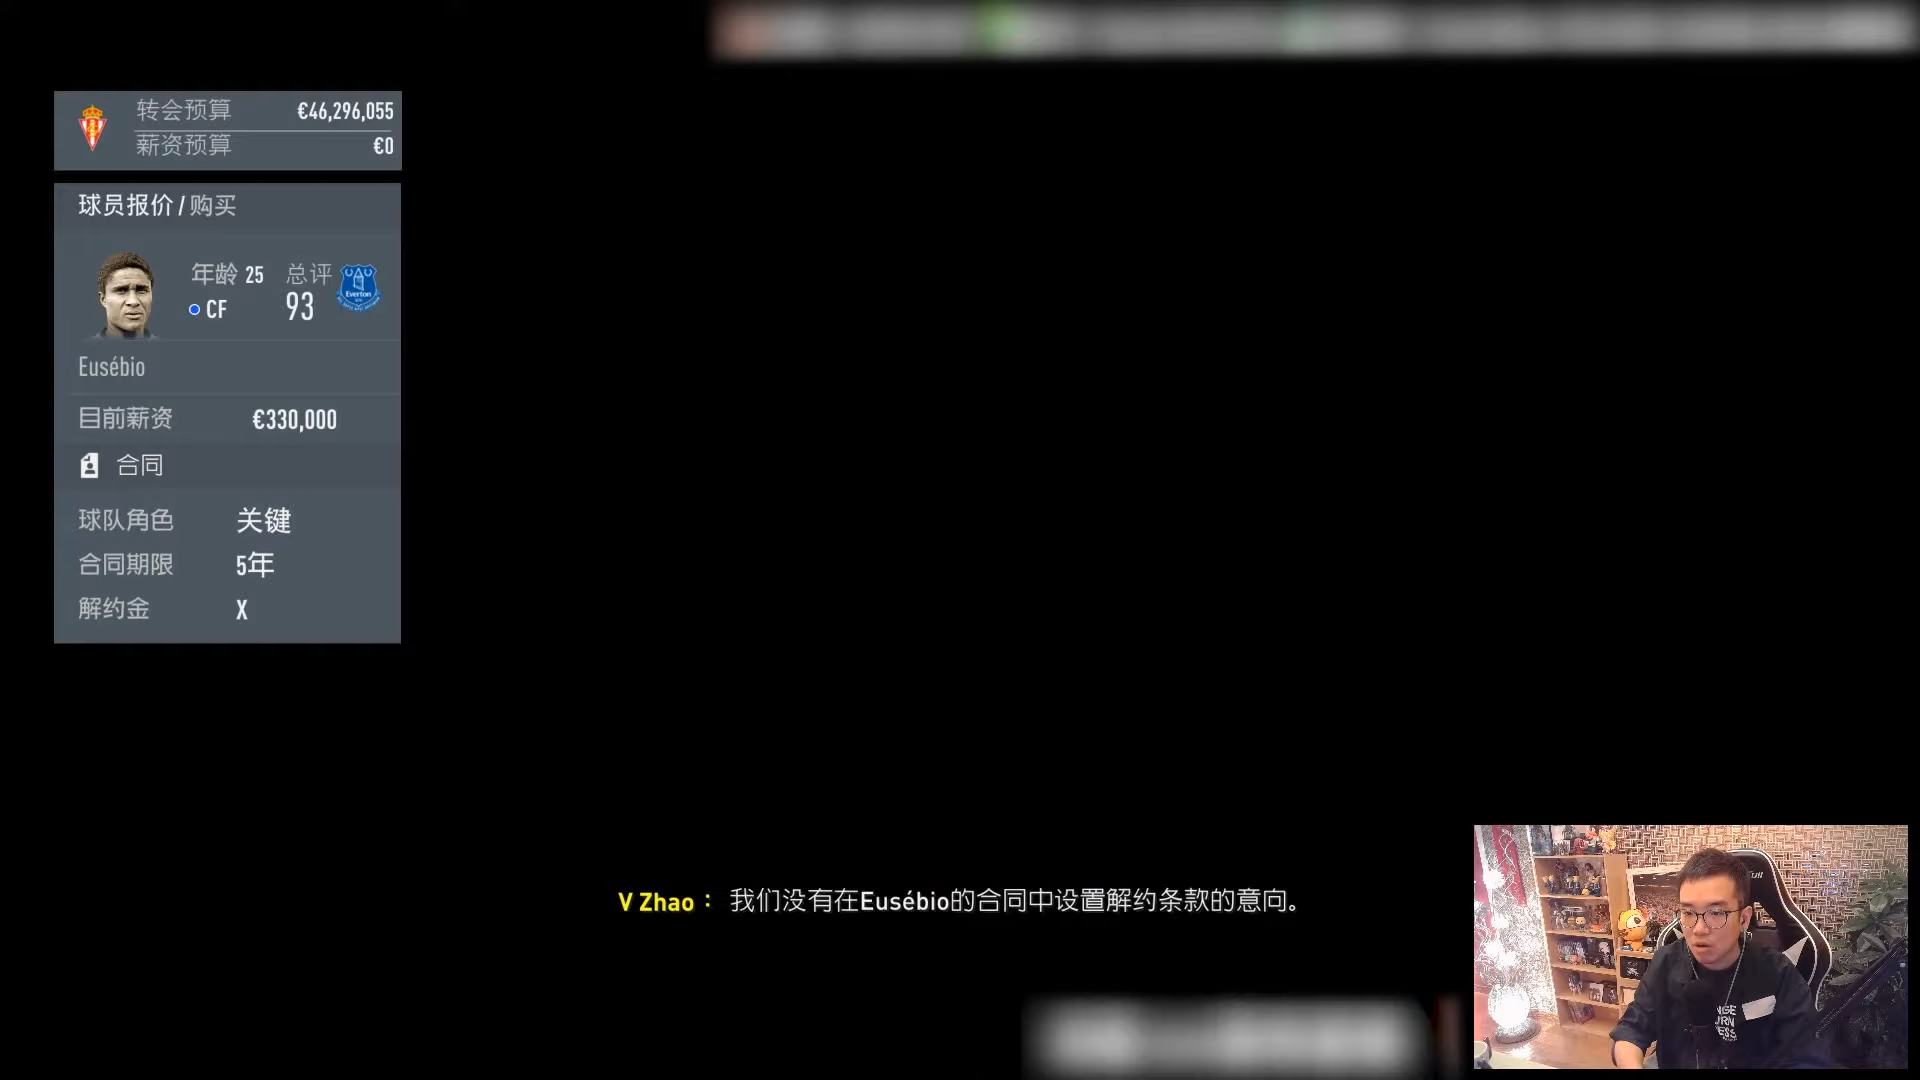 转会预算 €46,296,055
薪资预算 €0
球员报价 / 购买
年龄 25 总评
CF 93
Everton
Eusébio
目前薪资 €330,000
合同
球队角色 关键
合同期限 5年
解约金 X
V Zhao： 我们没有在Eusébio的合同中设置解约条款的意向。